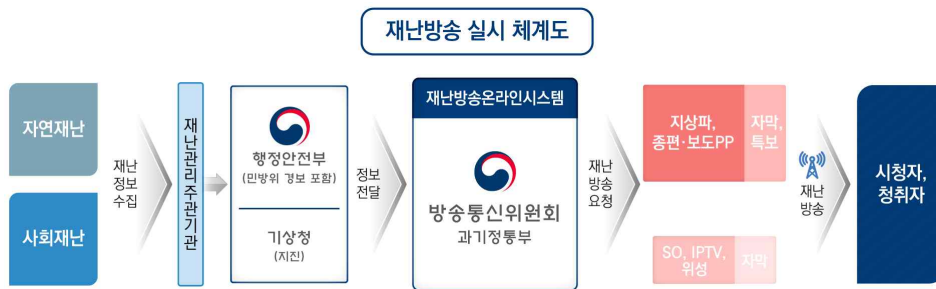 재난방송 실시 체계도
자연재난
사회재난
재난
정보
수집
재난관리주관기관
행정안전부
(민방위 경보 포함)
기상청
(지진)
정보
전달
재난방송온라인시스템
방송통신위원회
과기정통부
재난
방송
요청
지상파,
종편·보도PP
자막,
특보
SO, IPTV,
위성
자막
재난
방송
시청자,
청취자